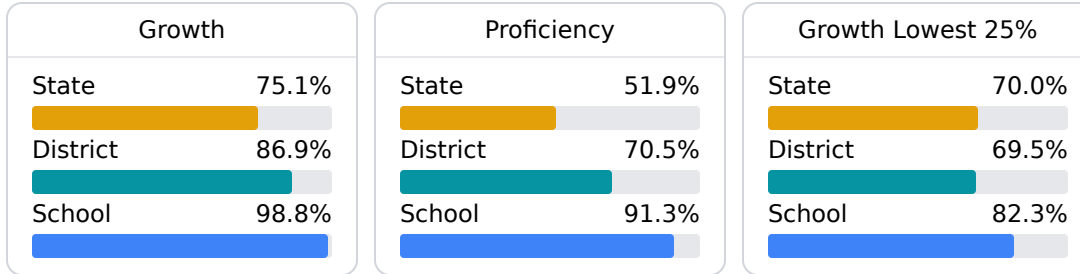 Growth
State 75.1%
District 86.9%
School 98.8%
Proficiency
State 51.9%
District 70.5%
School 91.3%
Growth Lowest 25%
State 70.0%
District 69.5%
School 82.3%